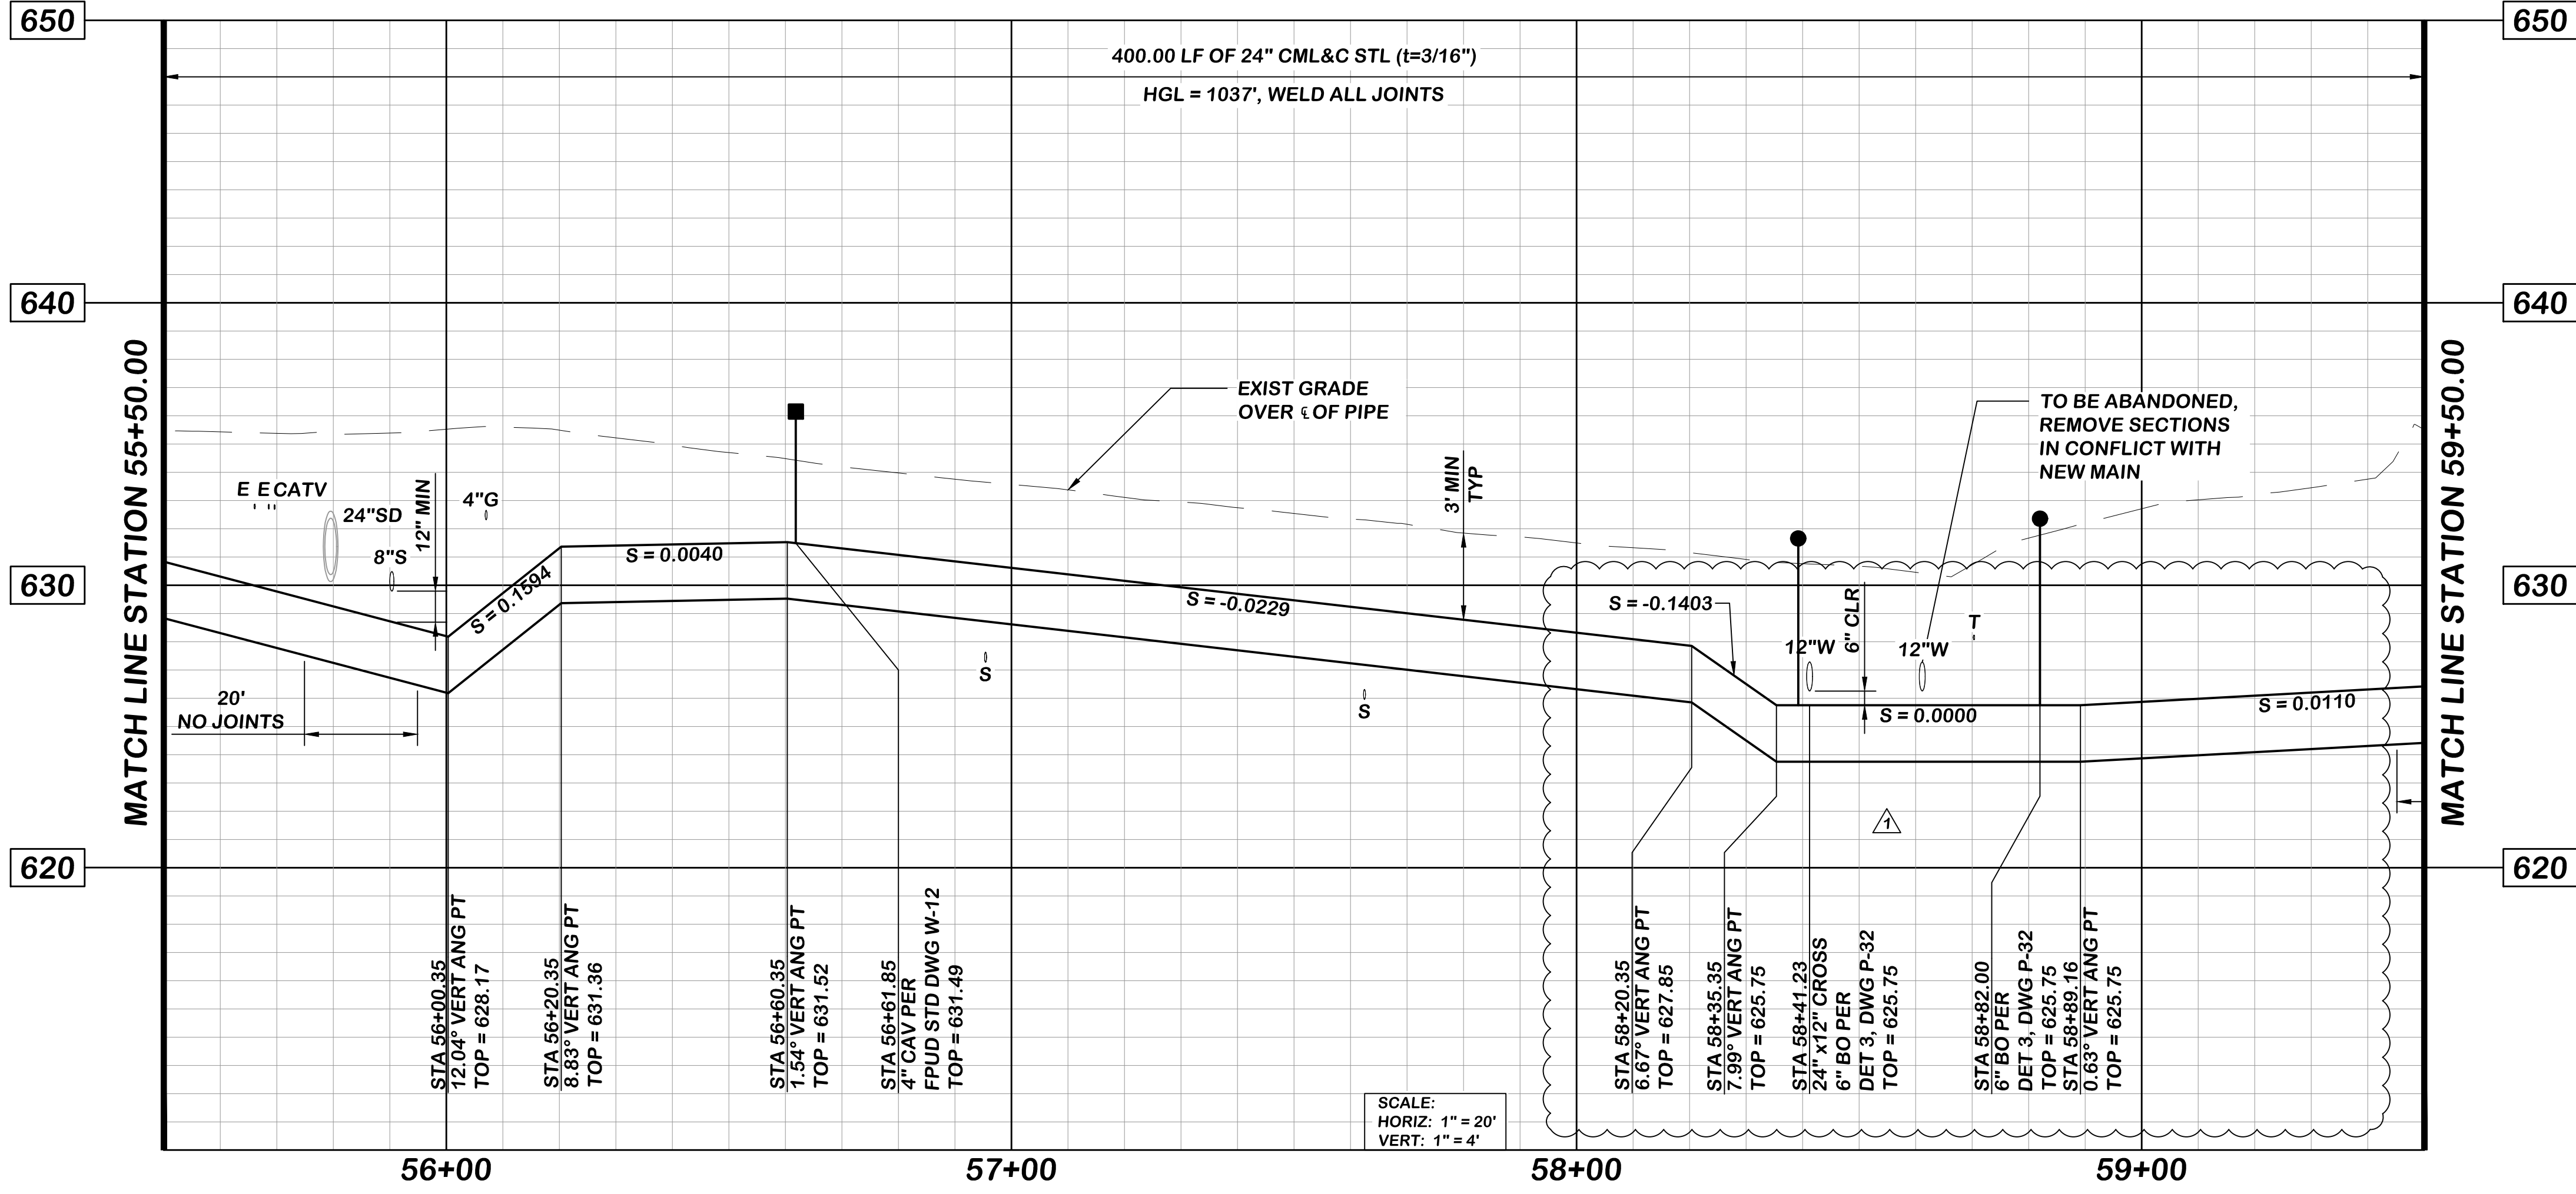 650
650
400.00 LF OF 24" CML&C STL (t=3/16")
HGL = 1037', WELD ALL JOINTS
640
640
MATCH LINE STATION 55+50.00
MATCH LINE STATION 59+50.00
EXIST GRADE
OVER ℄ OF PIPE
TO BE ABANDONED,
REMOVE SECTIONS
IN CONFLICT WITH
NEW MAIN
3' MIN
TYP
E E CATV
24"SD
8"S
12" MIN
4"G
630
630
S = 0.1594
S = 0.0040
S = -0.0229
S = -0.1403
12"W
6" CLR
12"W
T
S
S
S = 0.0000
S = 0.0110
20'
NO JOINTS
1
620
620
STA 56+00.35
12.04° VERT ANG PT
TOP = 628.17
STA 56+20.35
8.83° VERT ANG PT
TOP = 631.36
STA 56+60.35
1.54° VERT ANG PT
TOP = 631.52
STA 56+61.85
4" CAV PER
FPUD STD DWG W-12
TOP = 631.49
STA 58+20.35
6.67° VERT ANG PT
TOP = 627.85
STA 58+35.35
7.99° VERT ANG PT
TOP = 625.75
STA 58+41.23
24" x12" CROSS
6" BO PER
DET 3, DWG P-32
TOP = 625.75
STA 58+82.00
6" BO PER
DET 3, DWG P-32
TOP = 625.75
STA 58+89.16
0.63° VERT ANG PT
TOP = 625.75
SCALE:
HORIZ: 1" = 20'
VERT: 1" = 4'
56+00
57+00
58+00
59+00